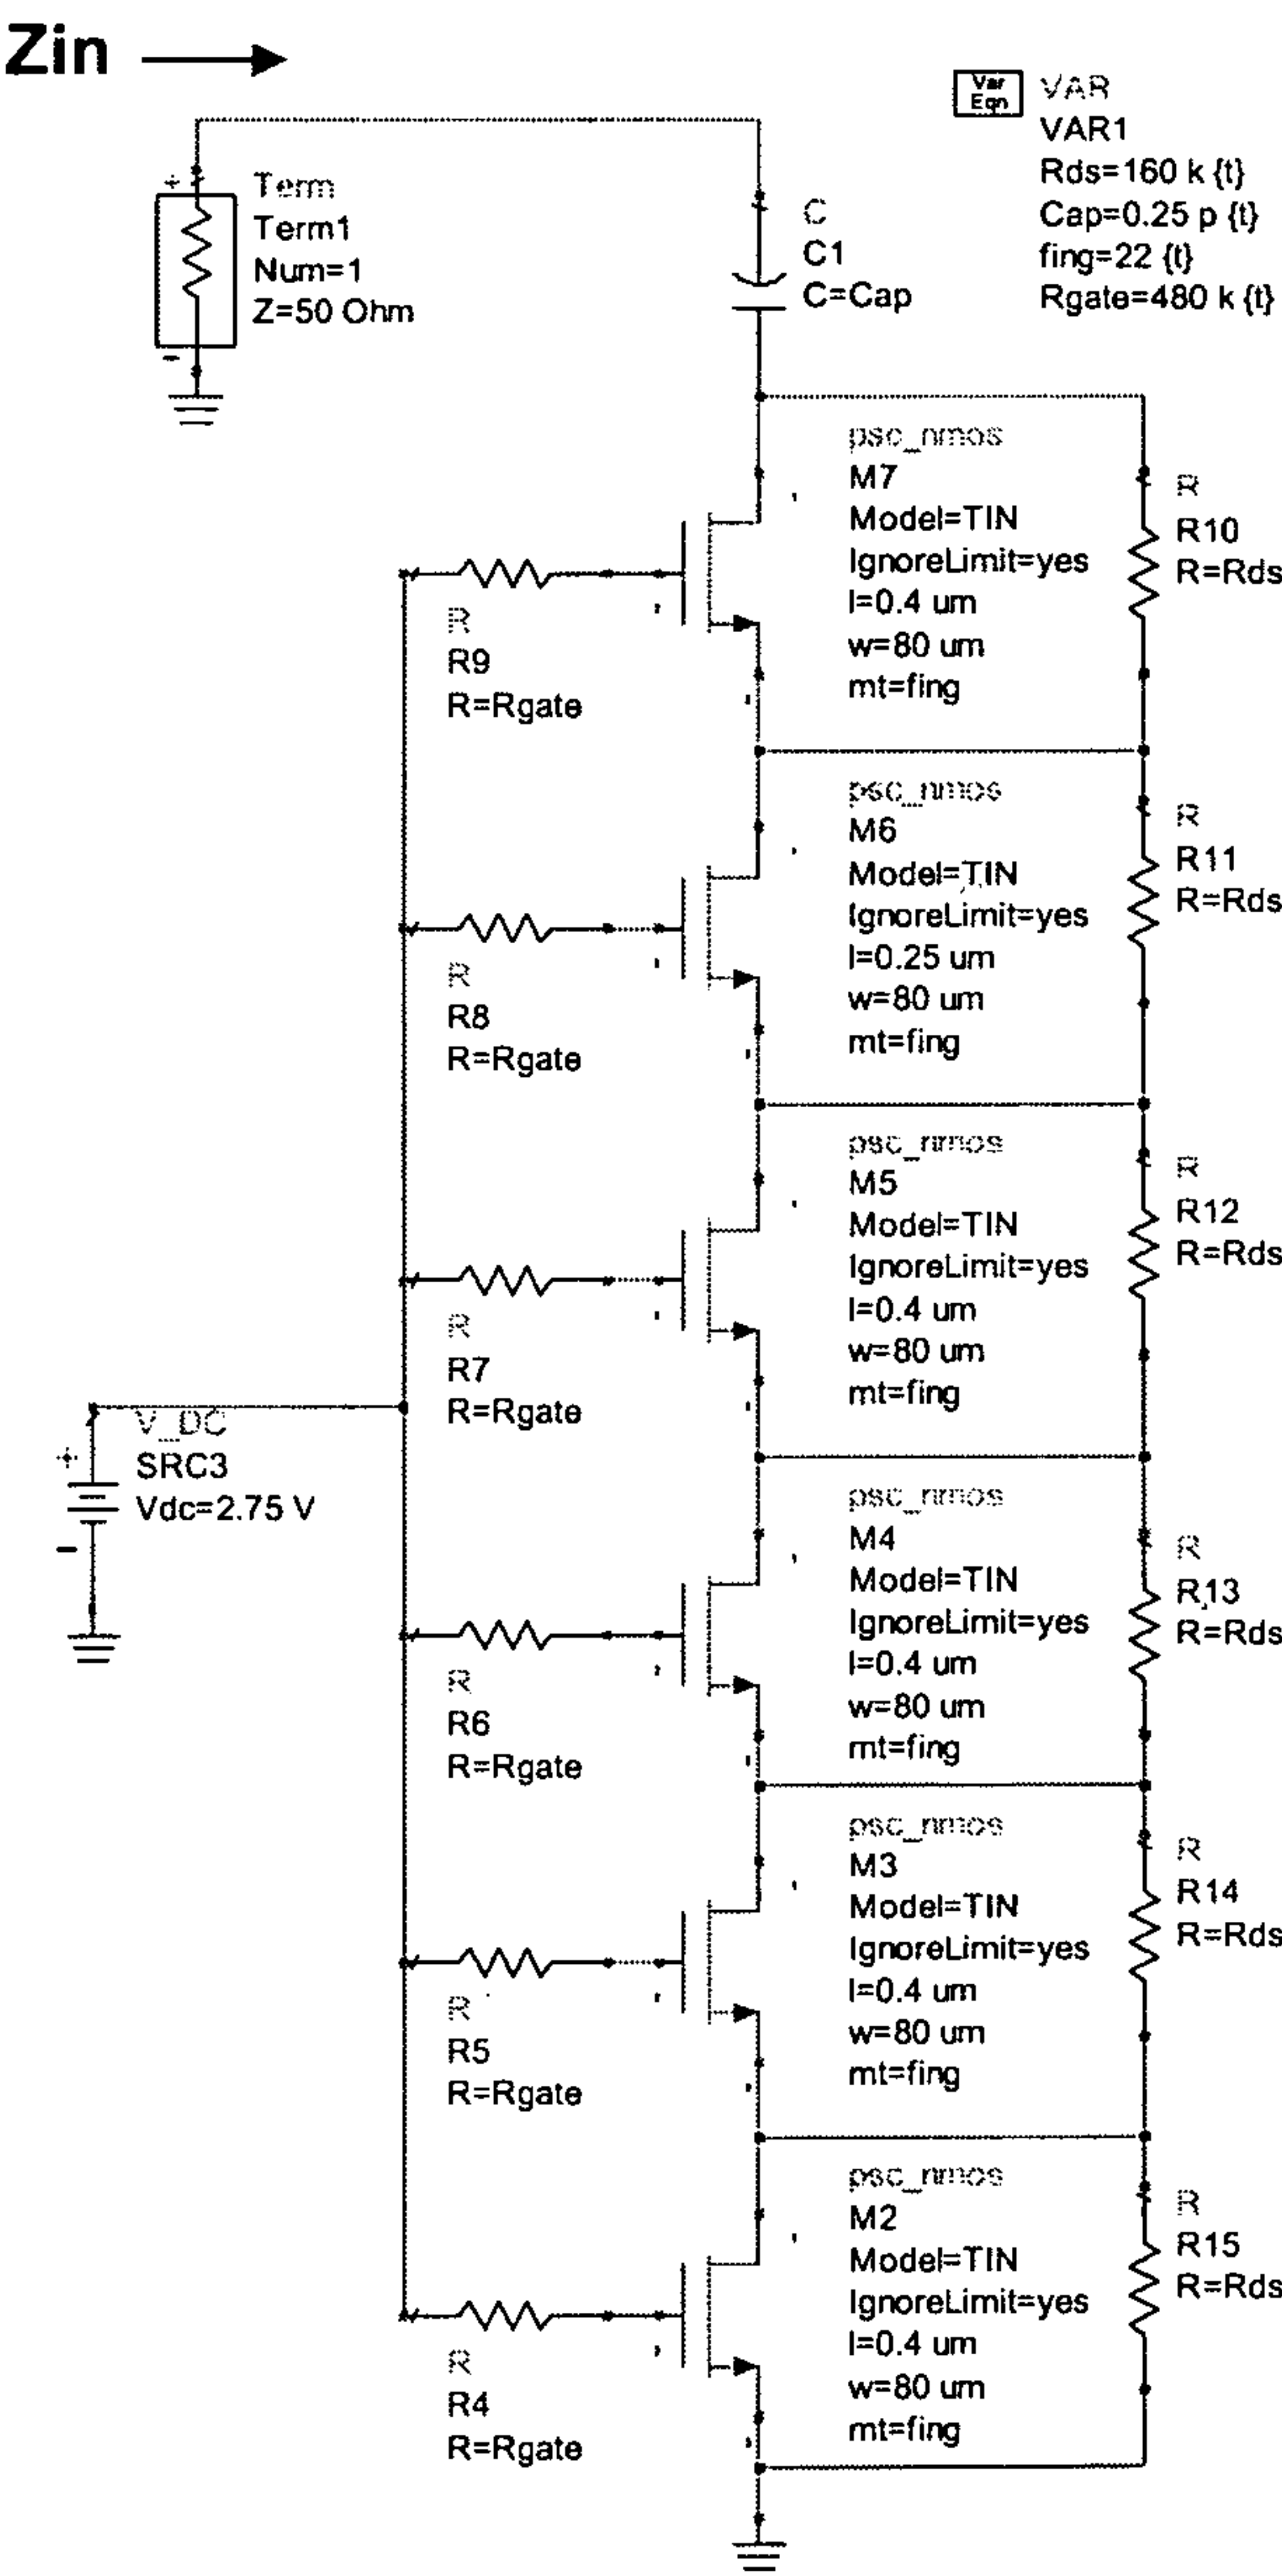 Zin
Var
Eqn
VAR
VAR1
Rds=160 k {t}
Cap=0.25 p {t}
fing=22 {t}
Rgate=480 k {t}
+
Term
Term1
Num=1
Z=50 Ohm
-
C
C1
C=Cap
psc_nmos
M7
Model=TIN
IgnoreLimit=yes
l=0.4 um
w=80 um
mt=fing
R
R10
R=Rds
R
R9
R=Rgate
psc_nmos
M6
Model=TIN
IgnoreLimit=yes
l=0.25 um
w=80 um
mt=fing
R
R11
R=Rds
R
R8
R=Rgate
psc_nmos
M5
Model=TIN
IgnoreLimit=yes
l=0.4 um
w=80 um
mt=fing
R
R12
R=Rds
R
R7
R=Rgate
+
V_DC
SRC3
Vdc=2.75 V
-
psc_nmos
M4
Model=TIN
IgnoreLimit=yes
l=0.4 um
w=80 um
mt=fing
R
R13
R=Rds
R
R6
R=Rgate
psc_nmos
M3
Model=TIN
IgnoreLimit=yes
l=0.4 um
w=80 um
mt=fing
R
R14
R=Rds
R
R5
R=Rgate
psc_nmos
M2
Model=TIN
IgnoreLimit=yes
l=0.4 um
w=80 um
mt=fing
R
R15
R=Rds
R
R4
R=Rgate